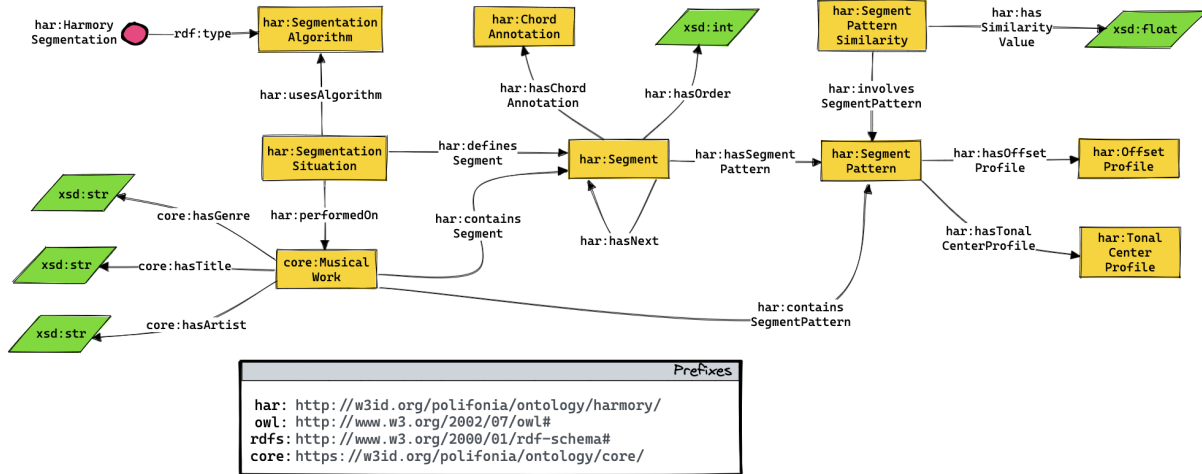 har:Harmory
Segmentation
rdf:type
har:Segmentation
Algorithm
har:Chord
Annotation
xsd:int
har:Segment
Pattern
Similarity
har:has
Similarity
Value
xsd:float
har:usesAlgorithm
har:hasChord
Annotation
har:hasOrder
har:involves
SegmentPattern
har:Segmentation
Situation
har:defines
Segment
har:Segment
har:hasSegment
Pattern
har:Segment
Pattern
har:hasOffset
Profile
har:Offset
Profile
xsd:str
core:hasGenre
har:performedOn
har:contains
Segment
har:hasNext
har:hasTonal
CenterProfile
har:Tonal
Center
Profile
xsd:str
core:hasTitle
core:Musical
Work
xsd:str
core:hasArtist
har:contains
SegmentPattern
Prefixes
har: http://w3id.org/polifonia/ontology/harmory/
owl: http://www.w3.org/2002/07/owl#
rdfs: http://www.w3.org/2000/01/rdf-schema#
core: https://w3id.org/polifonia/ontology/core/